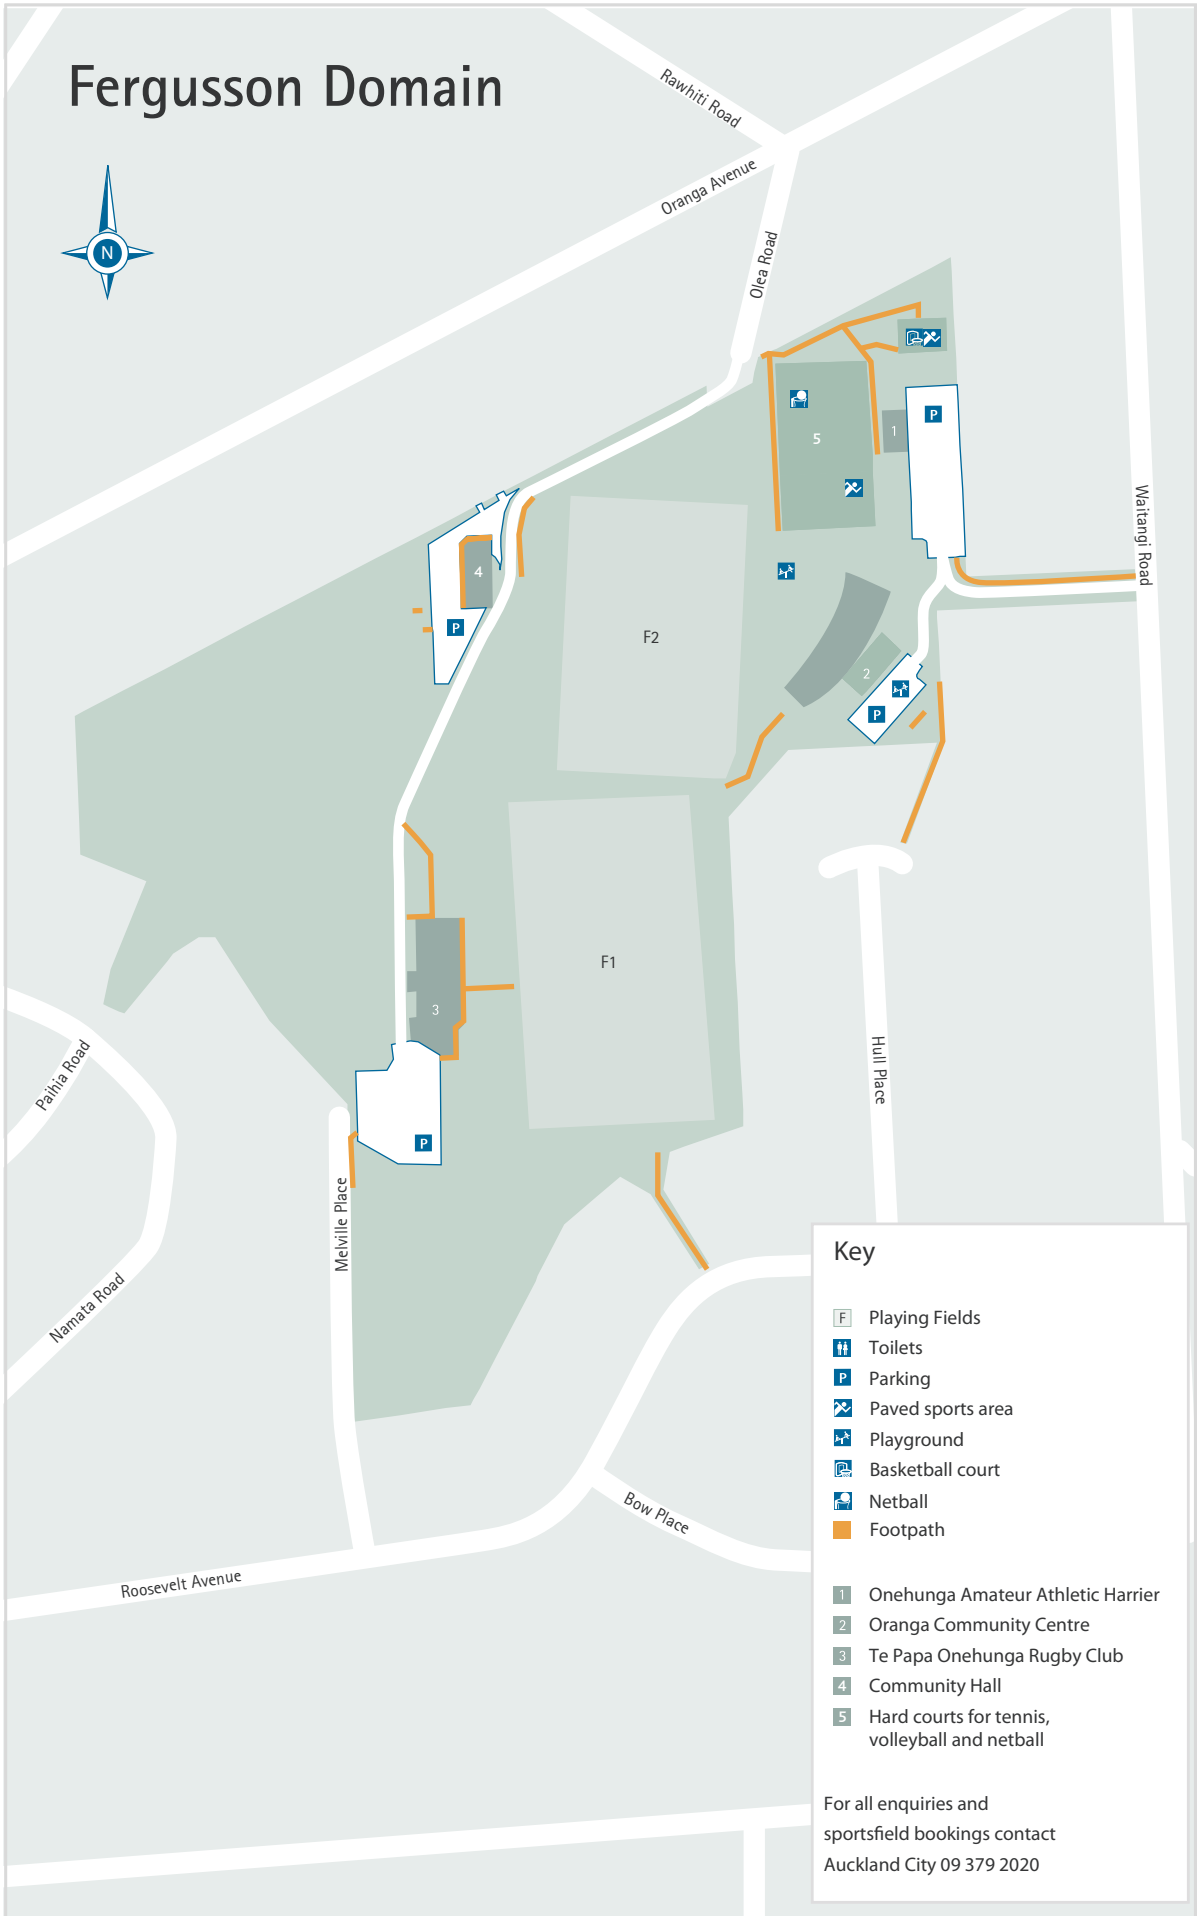 Fergusson Domain
N
Rawhiti Road
Oranga Avenue
Olea Road
Waitangi Road
P
1
5
4
P
F2
2
P
F1
3
P
Hull Place
Paihia Road
Namata Road
Melville Place
Roosevelt Avenue
Bow Place
Key
F Playing Fields
Toilets
P Parking
Paved sports area
Playground
Basketball court
Netball
Footpath
1 Onehunga Amateur Athletic Harrier
2 Oranga Community Centre
3 Te Papa Onehunga Rugby Club
4 Community Hall
5 Hard courts for tennis,
volleyball and netball
For all enquiries and
sportsfield bookings contact
Auckland City 09 379 2020